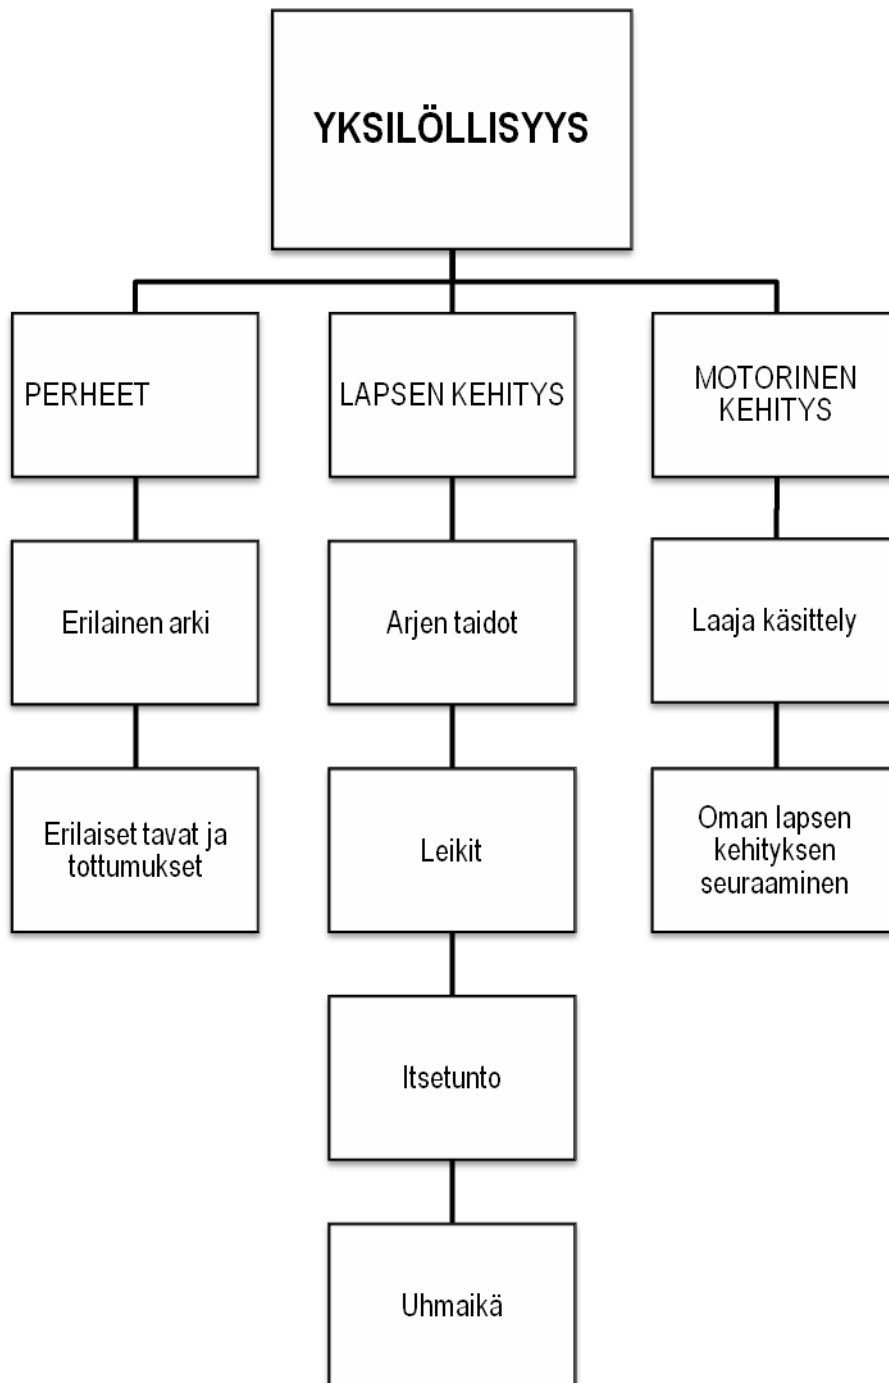 YKSILÖLLISYYS
PERHEET
LAPSEN KEHITYS
MOTORINEN
KEHITYS
Erilainen arki
Arjen taidot
Laaja käsittely
Erilaiset tavat ja
tottumukset
Leikit
Oman lapsen
kehityksen
seuraaminen
Itsetunto
Uhmaikä